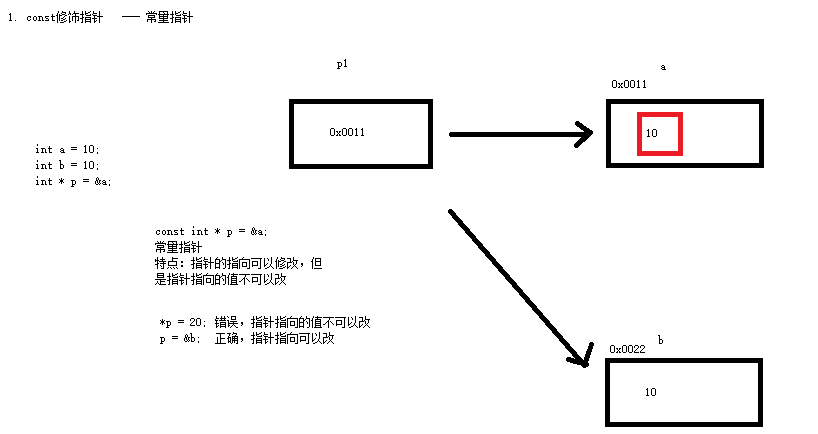 1. const修饰指针 —— 常量指针
p1
a
0x0011
0x0011
10
int a = 10;
int b = 10;
int * p = &a;
const int * p = &a;
常量指针
特点：指针的指向可以修改，但
是指针指向的值不可以改
*p = 20; 错误，指针指向的值不可以改
p = &b; 正确，指针指向可以改
b
0x0022
10